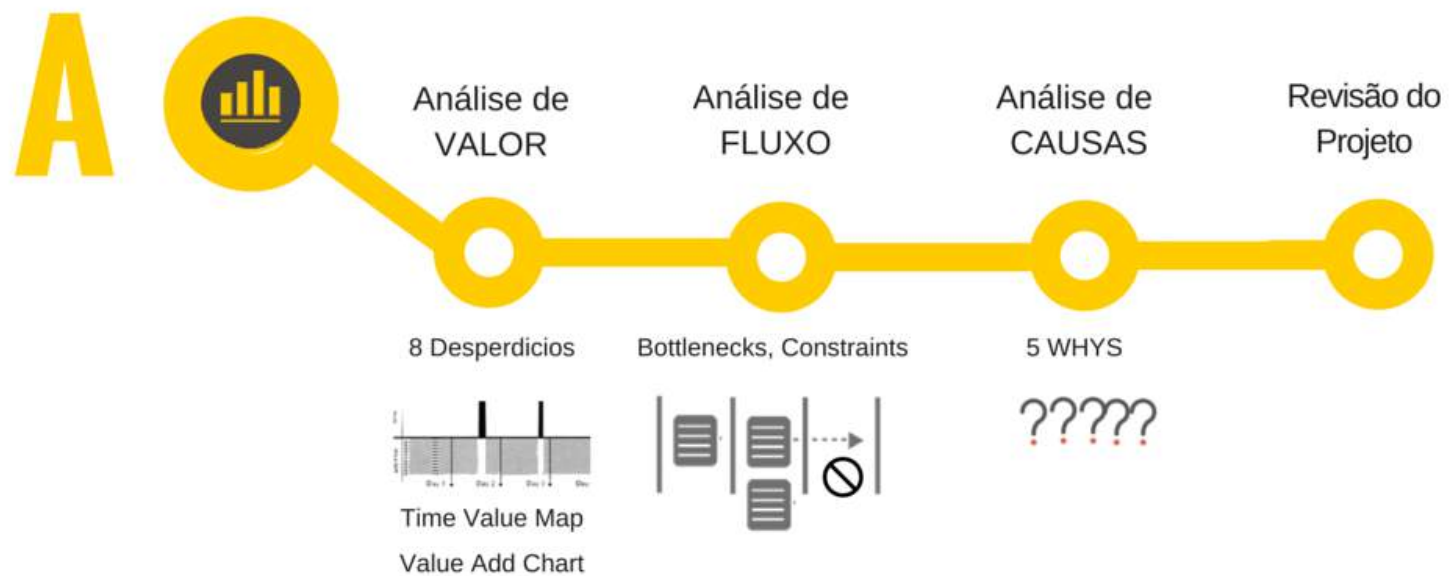 A
Análise de
VALOR
Análise de
FLUXO
Análise de
CAUSAS
Revisão do
Projeto
8 Desperdicios
Bottlenecks, Constraints
5 WHYS
?????
Time Value Map
Value Add Chart